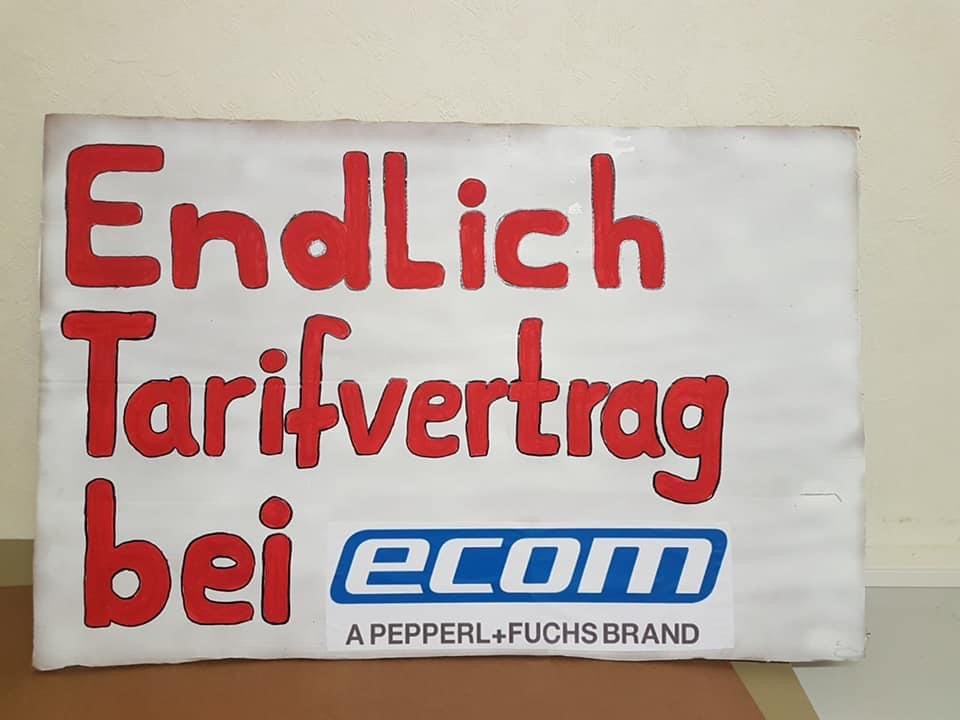 Endlich
Tarifvertrag
bei ecom
A PEPPERL+FUCHS BRAND